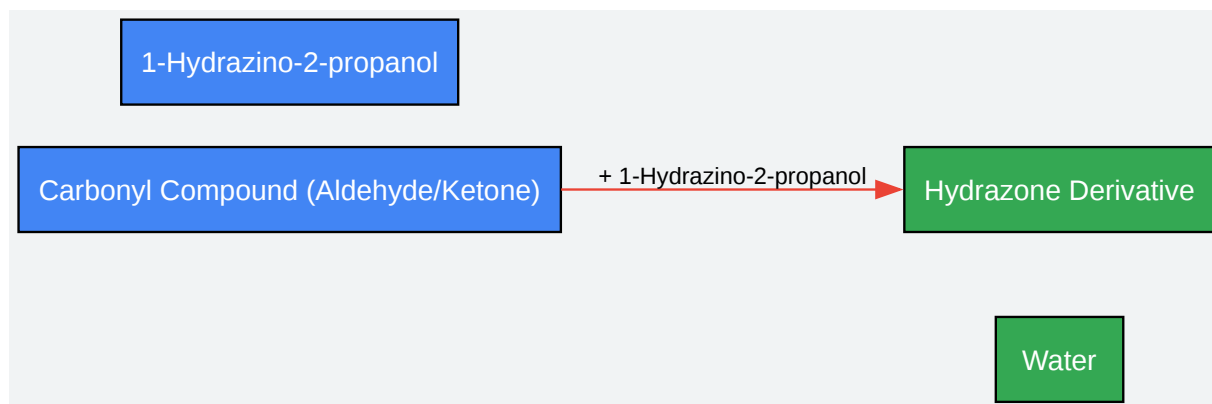 1-Hydrazino-2-propanol
Carbonyl Compound (Aldehyde/Ketone)
+ 1-Hydrazino-2-propanol
Hydrazone Derivative
Water